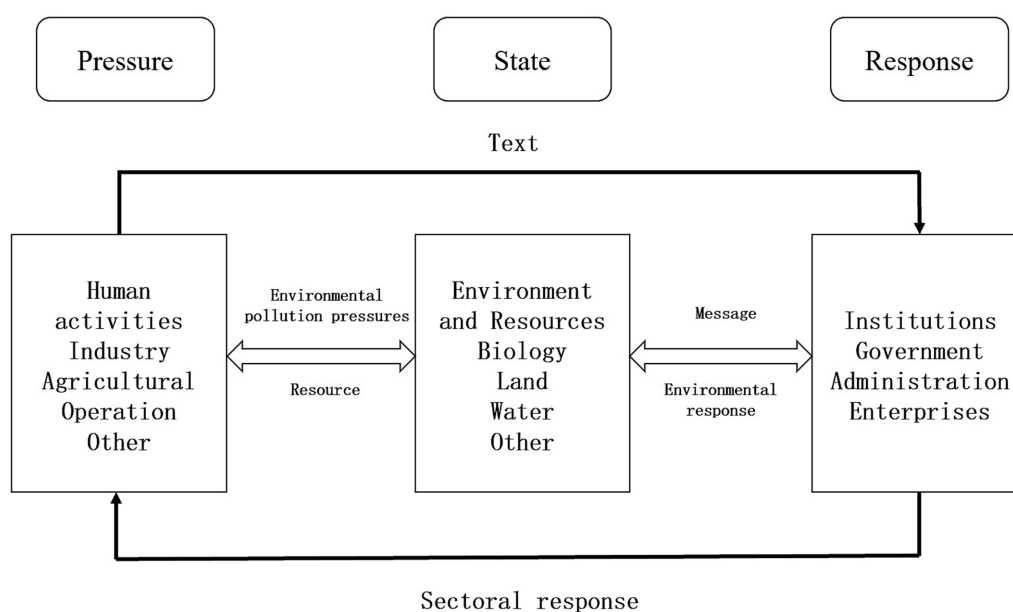 Pressure
State
Response
Text
Human
activities
Industry
Agricultural
Operation
Other
Environmental
pollution pressures
Resource
Environment
and Resources
Biology
Land
Water
Other
Message
Environmental
response
Institutions
Government
Administration
Enterprises
Sectoral response